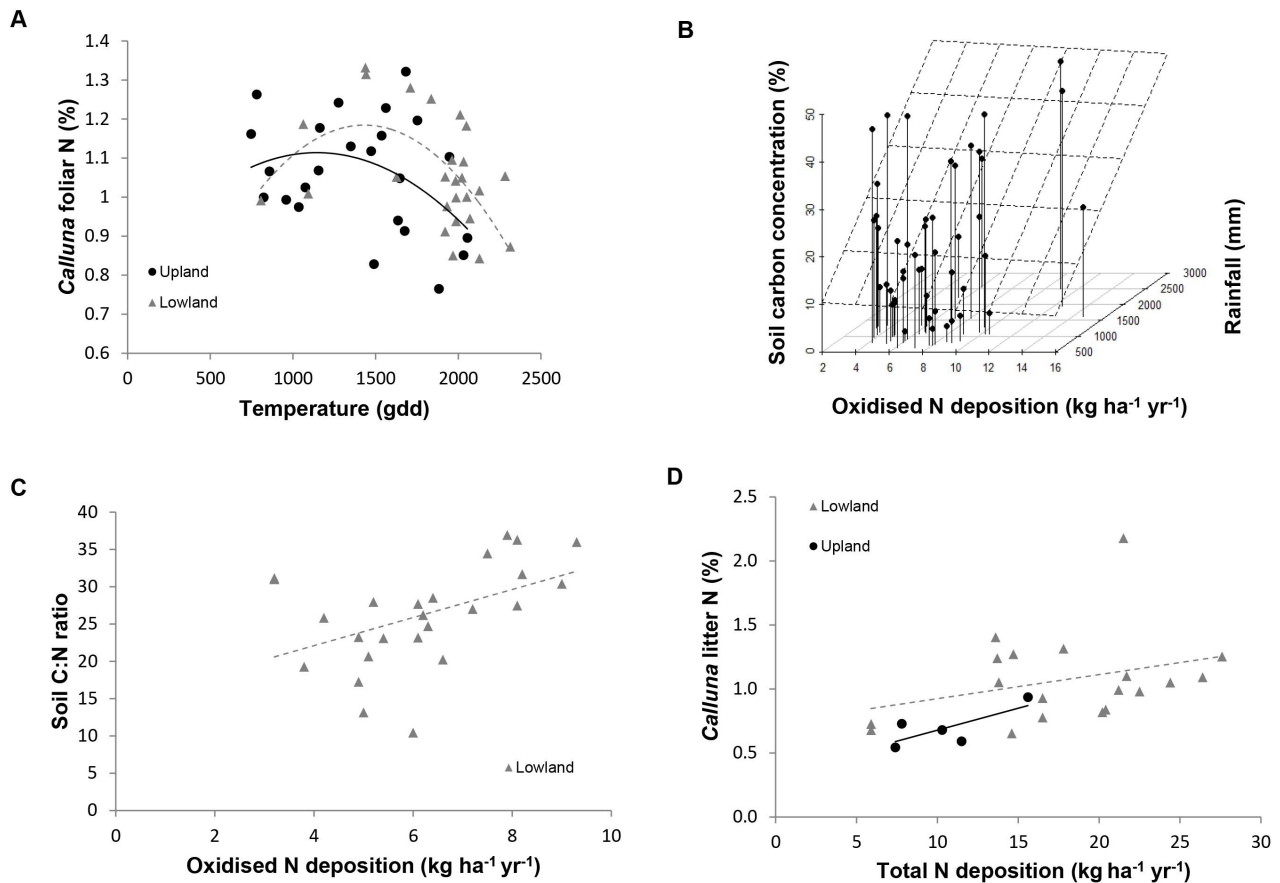 A
Calluna foliar N (%)
1.4
1.3
1.2
1.1
1
0.9
0.8
0.7
0.6
Upland
Lowland
0 500 1000 1500 2000 2500
Temperature (gdd)
B
Soil carbon concentration (%)
50
40
30
20
10
0
2 4 6 8 10 12 14 16
500
1000
1500
2000
2500
3000
Rainfall (mm)
Oxidised N deposition (kg ha⁻¹ yr⁻¹)
C
Soil C:N ratio
40
35
30
25
20
15
10
5
0
Lowland
0 2 4 6 8 10
Oxidised N deposition (kg ha⁻¹ yr⁻¹)
D
Calluna litter N (%)
2.5
2.0
1.5
1.0
0.5
0.0
Lowland
Upland
0 5 10 15 20 25 30
Total N deposition (kg ha⁻¹ yr⁻¹)